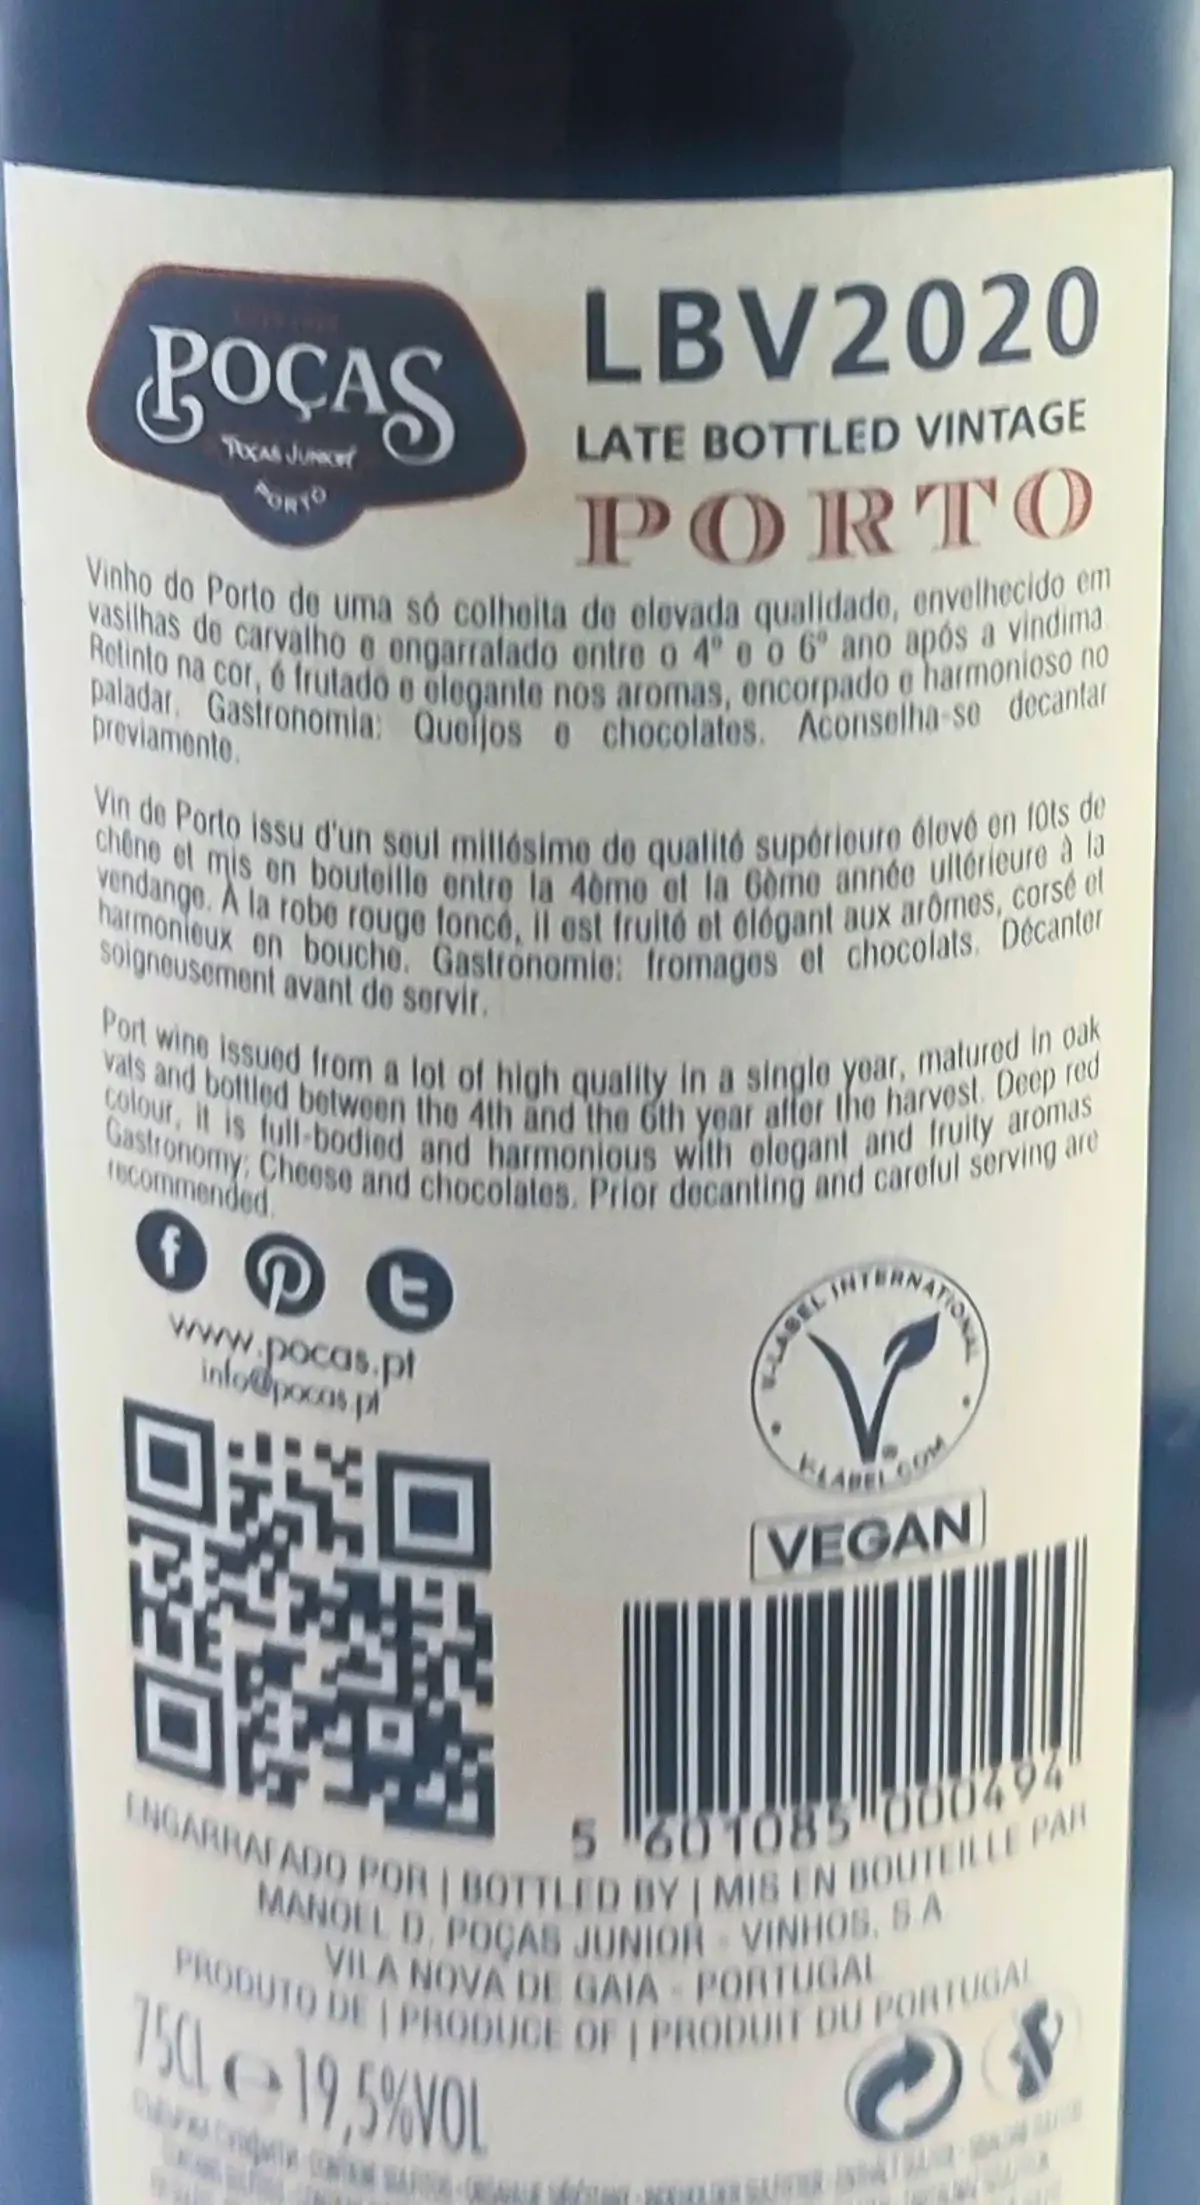 POÇAS
POÇAS JUNIOR
PORTO
LBV2020
LATE BOTTLED VINTAGE
PORTO
Vinho do Porto de uma só colheita de elevada qualidade, envelhecido em
vasilhas de carvalho e engarrafado entre o 4º e o 6º ano após a vindima.
Retinto na cor, é frutado e elegante nos aromas, encorpado e harmonioso no
paladar. Gastronomia: Queijos e chocolates. Aconselha-se decantar
previamente.
Vin de Porto issu d'un seul millésime de qualité supérieure élevé en fûts de
chêne et mis en bouteille entre la 4ème et la 6ème année ultérieure à la
vendange. À la robe rouge foncé, il est fruité et élégant aux arômes, corsé et
harmonieux en bouche. Gastronomie: fromages et chocolats. Décanter
soigneusement avant de servir.
Port wine issued from a lot of high quality in a single year, matured in oak
vats and bottled between the 4th and the 6th year after the harvest. Deep red
colour, it is full-bodied and harmonious with elegant and fruity aromas
Gastronomy: Cheese and chocolates. Prior decanting and careful serving are
recommended.
www.pocas.pt
info@pocas.pt
V-LABEL INTERNATIONAL
V-LABEL.COM
VEGAN
5 601085 000494
ENGARRAFADO POR | BOTTLED BY | MIS EN BOUTEILLE PAR
MANOEL D. POÇAS JUNIOR - VINHOS, S.A
VILA NOVA DE GAIA - PORTUGAL
PRODUTO DE | PRODUCE OF | PRODUIT DU PORTUGAL
75CL e 19,5%VOL